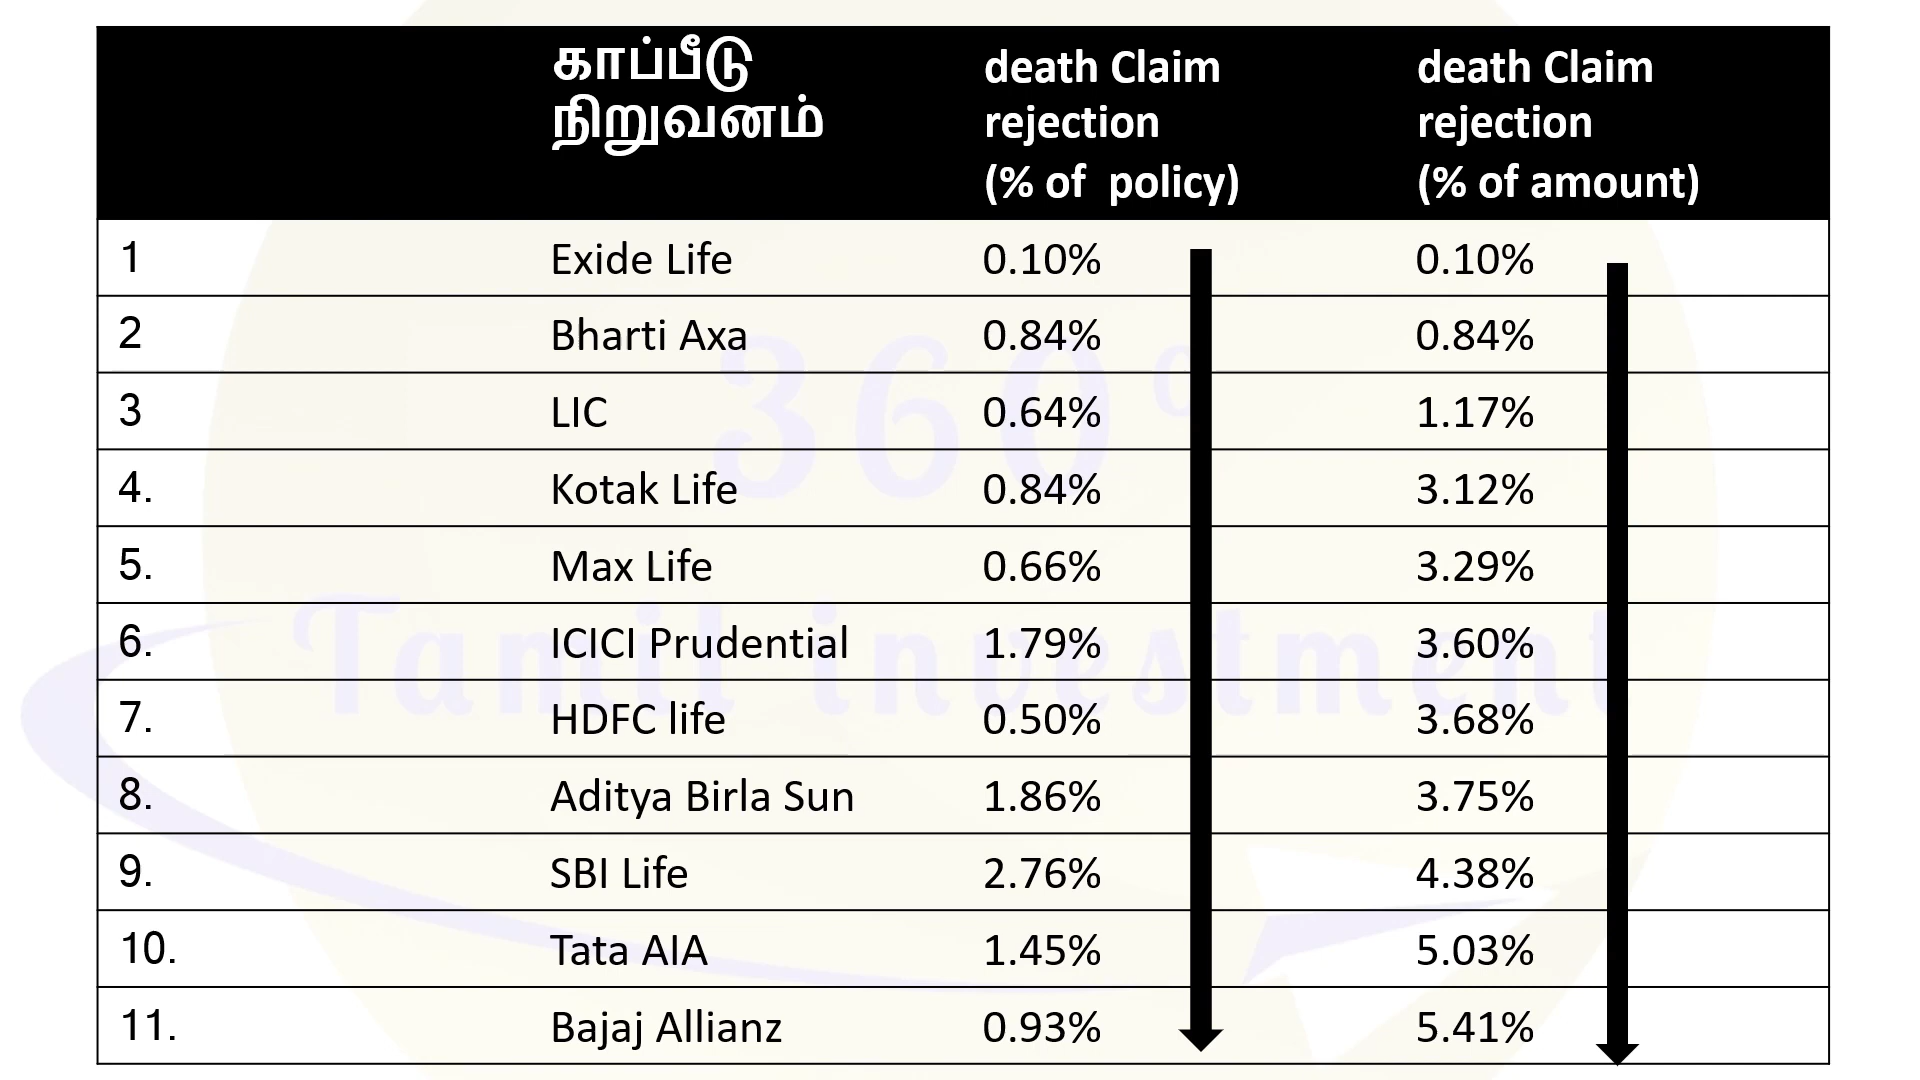 காப்பீடு நிறுவனம்
death Claim rejection (% of policy)
death Claim rejection (% of amount)
1 Exide Life 0.10% 0.10%
2 Bharti Axa 0.84% 0.84%
3 LIC 0.64% 1.17%
4. Kotak Life 0.84% 3.12%
5. Max Life 0.66% 3.29%
6. ICICI Prudential 1.79% 3.60%
7. HDFC life 0.50% 3.68%
8. Aditya Birla Sun 1.86% 3.75%
9. SBI Life 2.76% 4.38%
10. Tata AIA 1.45% 5.03%
11. Bajaj Allianz 0.93% 5.41%
360°
Tamil investment